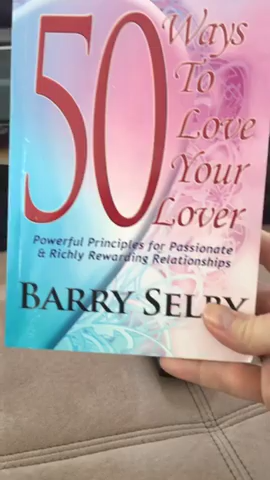 50 Ways
To
Love
Your
Lover
Powerful Principles for Passionate
& Richly Rewarding Relationships
BARRY SELBY